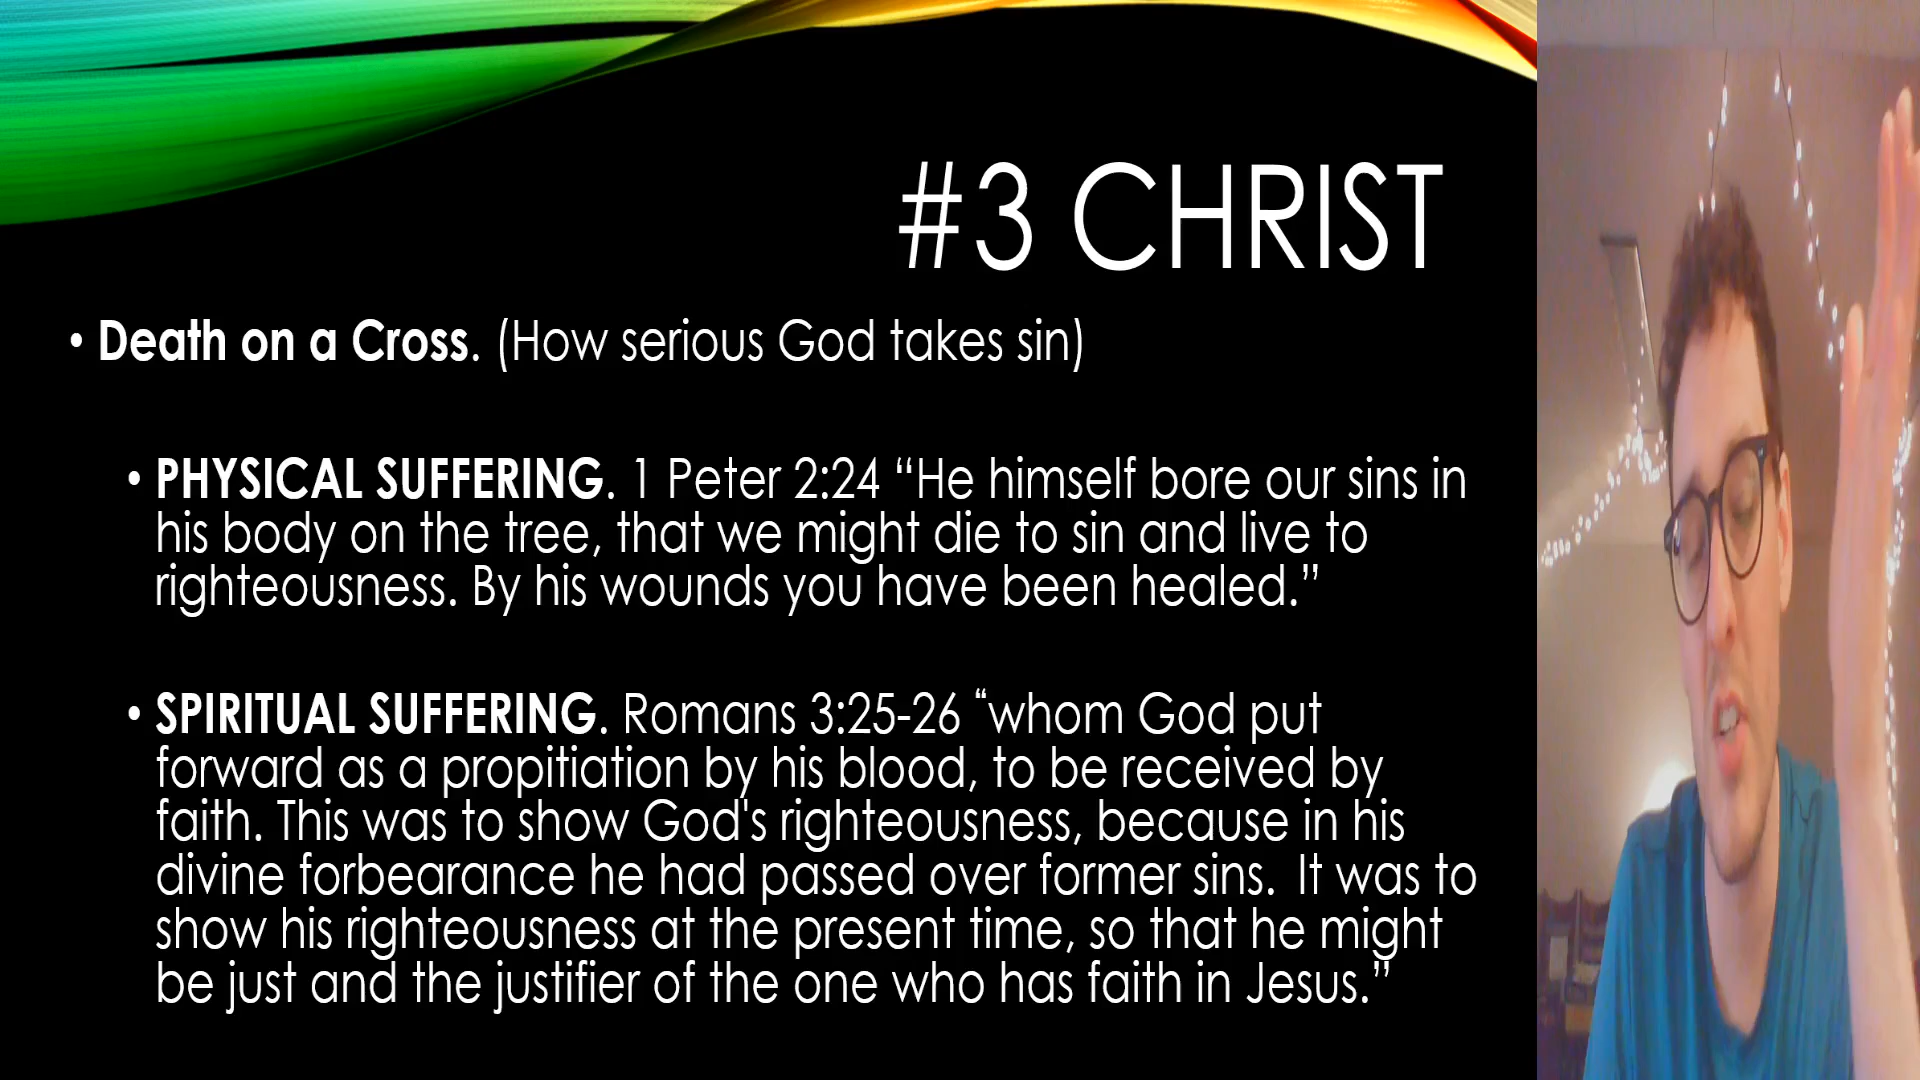 #3 CHRIST
• Death on a Cross. (How serious God takes sin)
• PHYSICAL SUFFERING. 1 Peter 2:24 “He himself bore our sins in
his body on the tree, that we might die to sin and live to
righteousness. By his wounds you have been healed.”
• SPIRITUAL SUFFERING. Romans 3:25-26 “whom God put
forward as a propitiation by his blood, to be received by
faith. This was to show God's righteousness, because in his
divine forbearance he had passed over former sins.  It was to
show his righteousness at the present time, so that he might
be just and the justifier of the one who has faith in Jesus.”